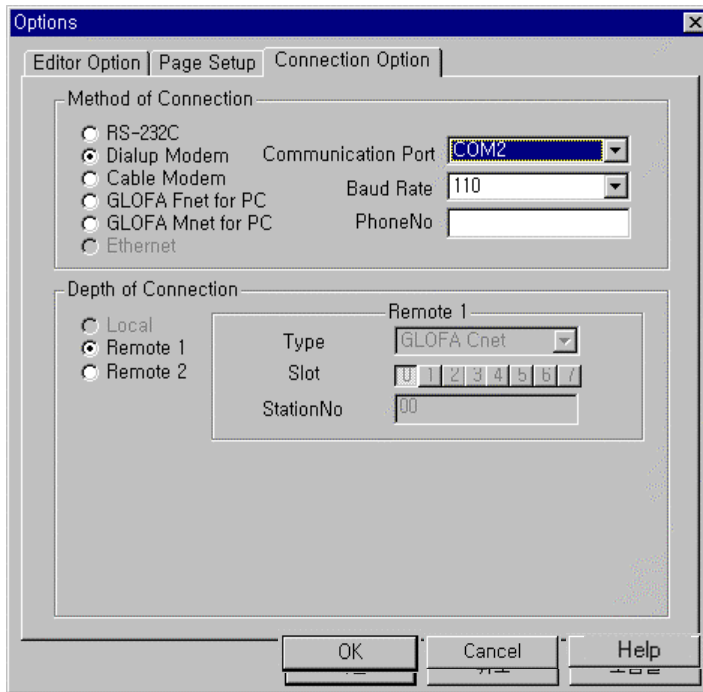 Options
Editor Option Page Setup Connection Option
Method of Connection
RS-232C
Dialup Modem Communication Port COM2
Cable Modem Baud Rate 110
GLOFA Fnet for PC
GLOFA Mnet for PC PhoneNo
Ethernet
Depth of Connection
Local Remote 1
Remote 1 Type GLOFA Cnet
Remote 2 Slot 0 1 2 3 4 5 6 7
StationNo 00
OK Cancel Help